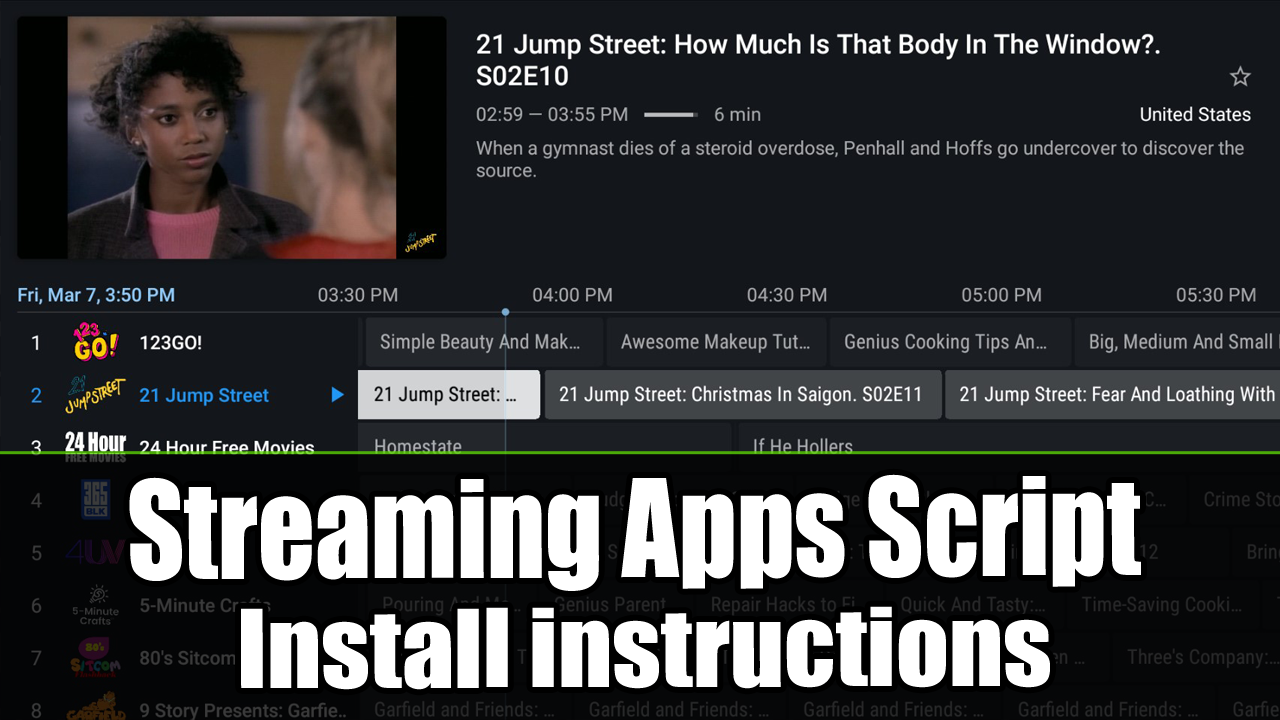 21 Jump Street: How Much Is That Body In The Window?.
S02E10
02:59 — 03:55 PM 6 min United States
When a gymnast dies of a steroid overdose, Penhall and Hoffs go undercover to discover the
source.
21 JUMP STREET
Fri, Mar 7, 3:50 PM 03:30 PM 04:00 PM 04:30 PM 05:00 PM 05:30 PM
1 123 GO! 123GO! Simple Beauty And Mak... Awesome Makeup Tut... Genius Cooking Tips An... Big, Medium And Small
2 21 JUMP STREET 21 Jump Street 21 Jump Street: ... 21 Jump Street: Christmas In Saigon. S02E11 21 Jump Street: Fear And Loathing With
3 24 Hour FREE MOVIES 24 Hour Free Movies Homestate If He Hollers
4 365 BLK C... Crime Sto
Streaming Apps Script
5 4UV 12 Brin
6 5-Minute Crafts 5-Minute Crafts Pouring And Ma... Genius Parent... Repair Hacks to Fi... Quick And Tasty:... Time-Saving Cooki...
Install instructions
7 80's SITCOM 80's Sitcom Three's Company:...
8 GARFIELD 9 Story Presents: Garfie.. Garfield and Friends: ... Garfield and Friends: ... Garfield and Friends: ... Garfield and Friends: ... Garfie